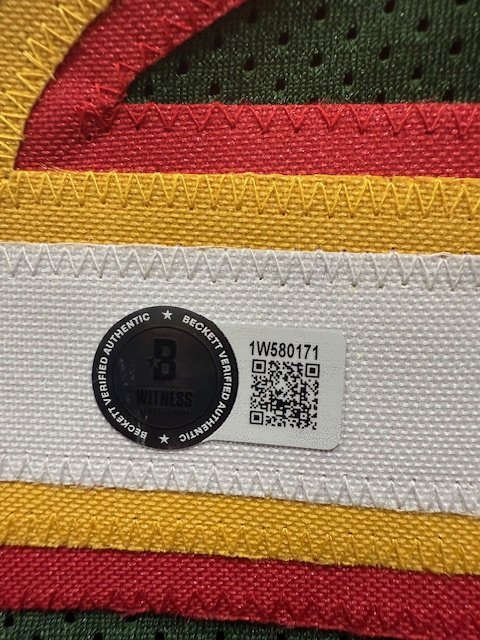 BECKETT VERIFIED AUTHENTIC ★ BECKETT VERIFIED AUTHENTIC ★
B
WITNESS
1W580171